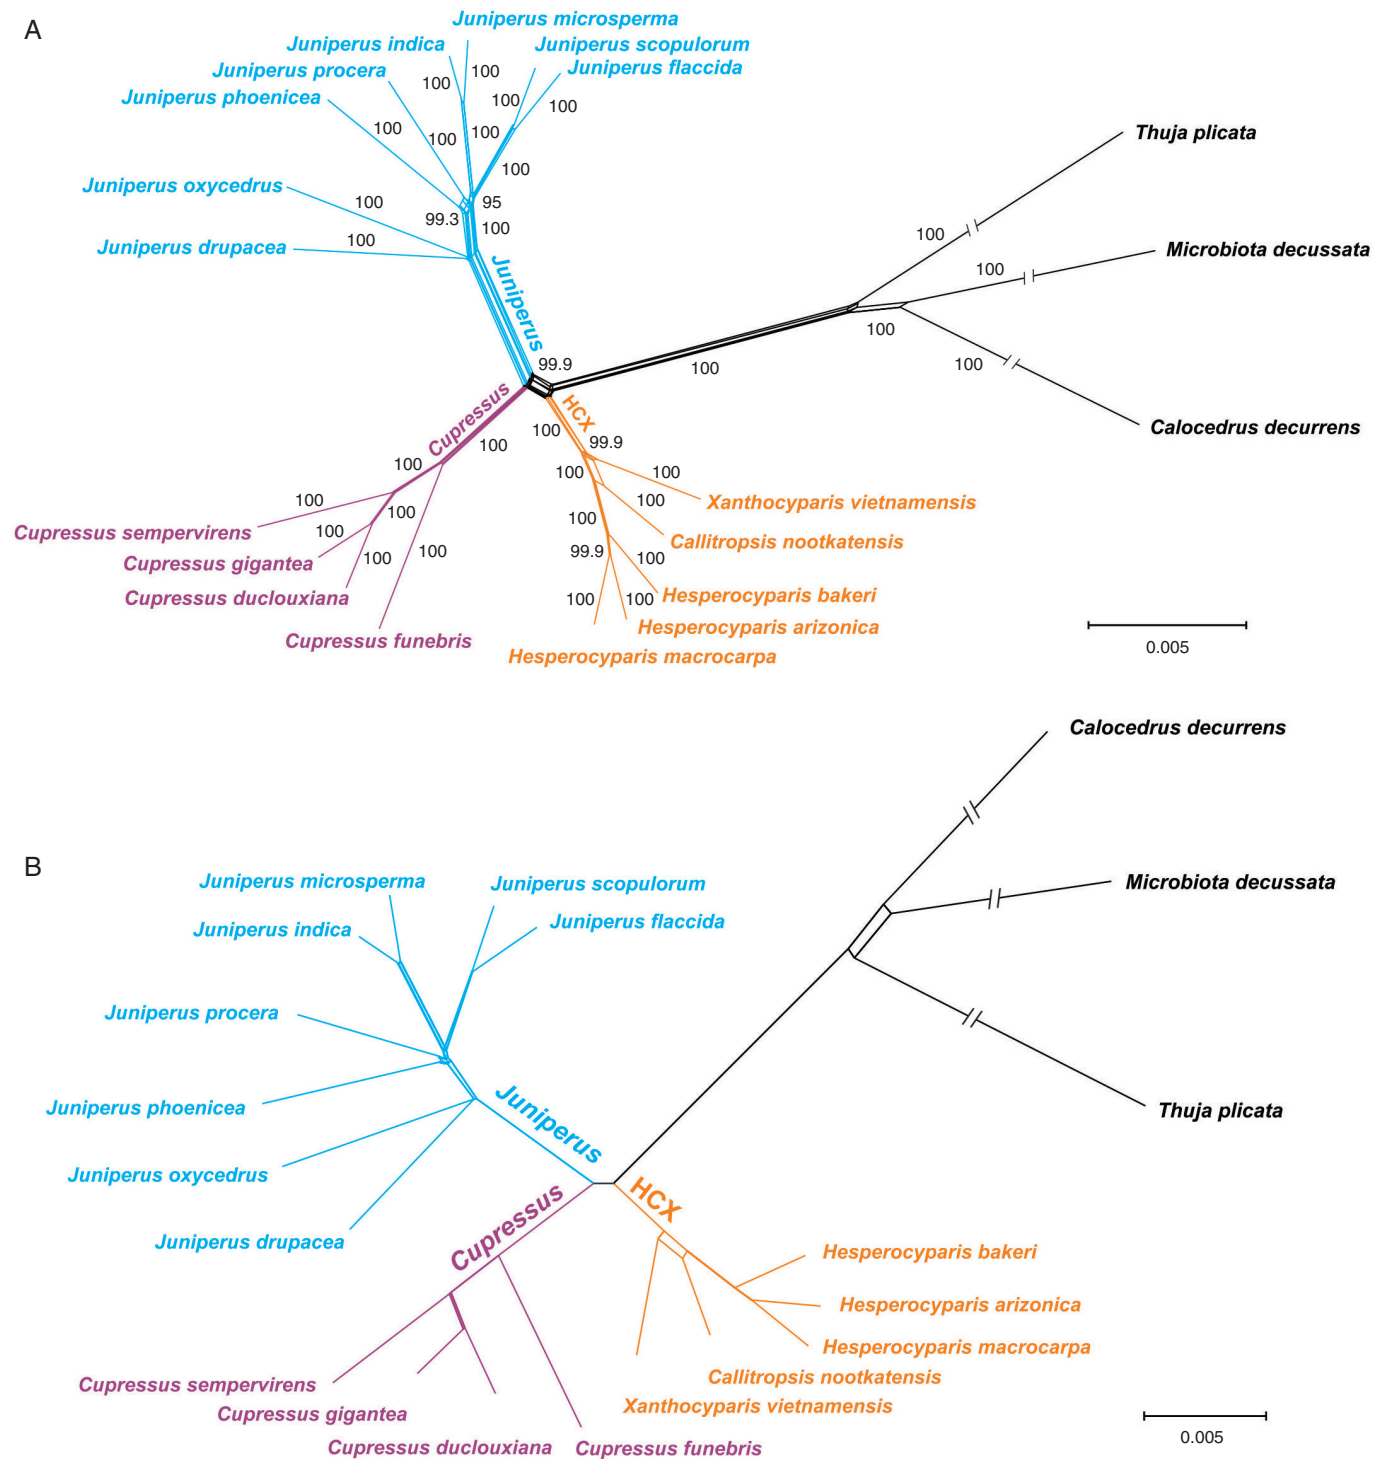 A
Juniperus microsperma
Juniperus indica
Juniperus scopulorum
Juniperus procera
Juniperus flaccida
Juniperus phoenicea
100
100
100
100
100
100
100
Thuja plicata
100
Juniperus oxycedrus
100
95
99.3
100
100
Juniperus drupacea
100
100
Microbiota decussata
Juniperus
100
99.9
100
100
Cupressus
HCX
Calocedrus decurrens
100
100
99.9
100
100
100
100
100
Xanthocyparis vietnamensis
100
100
100
Cupressus sempervirens
100
Callitropsis nootkatensis
99.9
100
100
100
Cupressus gigantea
Cupressus duclouxiana
100
100
Hesperocyparis bakeri
Hesperocyparis arizonica
Cupressus funebris
Hesperocyparis macrocarpa
0.005
B
Calocedrus decurrens
Juniperus microsperma
Juniperus scopulorum
Microbiota decussata
Juniperus indica
Juniperus flaccida
Juniperus procera
Juniperus phoenicea
Thuja plicata
Juniperus
Juniperus oxycedrus
HCX
Cupressus
Juniperus drupacea
Hesperocyparis bakeri
Hesperocyparis arizonica
Hesperocyparis macrocarpa
Callitropsis nootkatensis
Cupressus sempervirens
Xanthocyparis vietnamensis
Cupressus gigantea
Cupressus duclouxiana
Cupressus funebris
0.005